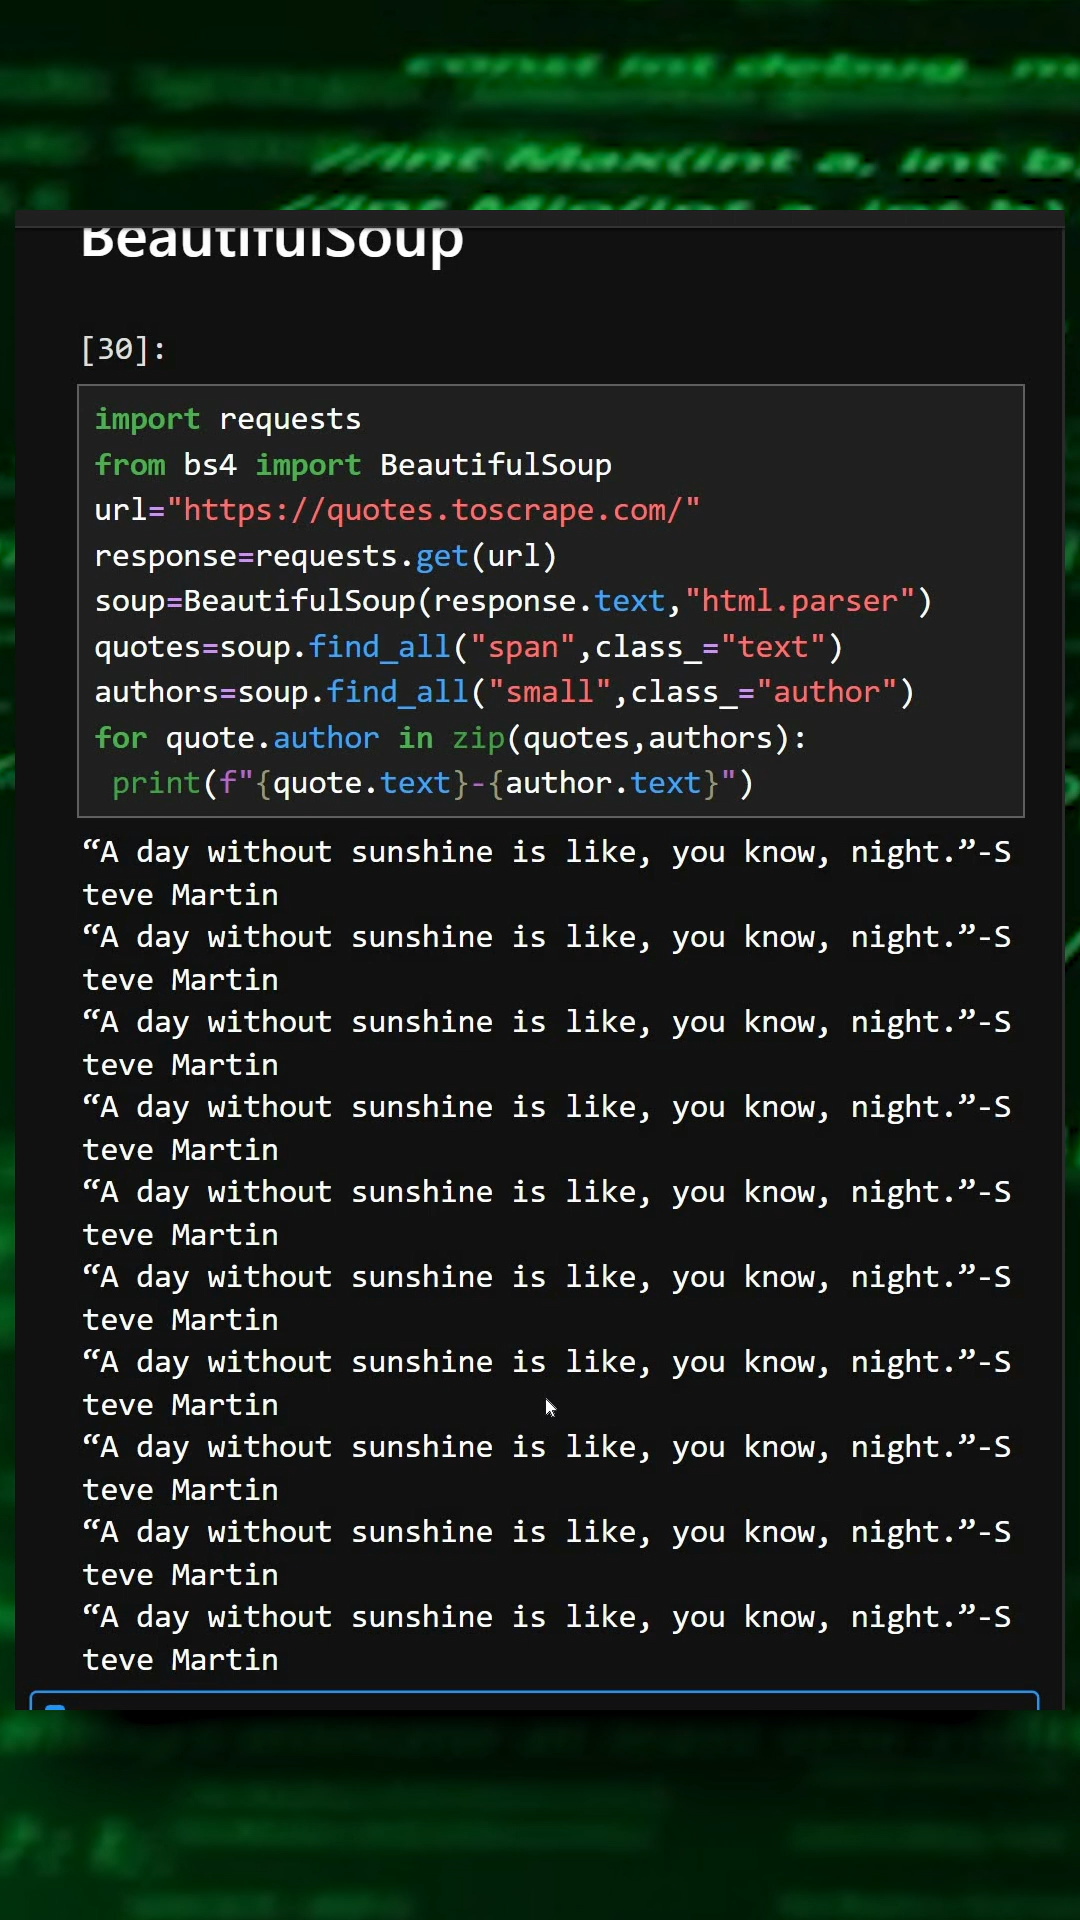 const int debug
//int Max(int a, int b,
BeautifulSoup
[30]:
import requests
from bs4 import BeautifulSoup
url="https://quotes.toscrape.com/"
response=requests.get(url)
soup=BeautifulSoup(response.text,"html.parser")
quotes=soup.find_all("span",class_="text")
authors=soup.find_all("small",class_="author")
for quote.author in zip(quotes,authors):
 print(f"{quote.text}-{author.text}")
“A day without sunshine is like, you know, night.”-S
teve Martin
“A day without sunshine is like, you know, night.”-S
teve Martin
“A day without sunshine is like, you know, night.”-S
teve Martin
“A day without sunshine is like, you know, night.”-S
teve Martin
“A day without sunshine is like, you know, night.”-S
teve Martin
“A day without sunshine is like, you know, night.”-S
teve Martin
“A day without sunshine is like, you know, night.”-S
teve Martin
“A day without sunshine is like, you know, night.”-S
teve Martin
“A day without sunshine is like, you know, night.”-S
teve Martin
“A day without sunshine is like, you know, night.”-S
teve Martin